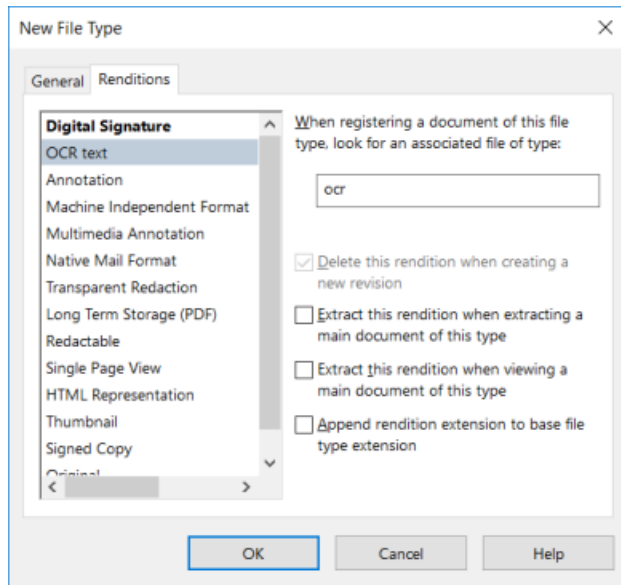 New File Type
General
Renditions
Digital Signature
OCR text
Annotation
Machine Independent Format
Multimedia Annotation
Native Mail Format
Transparent Redaction
Long Term Storage (PDF)
Redactable
Single Page View
HTML Representation
Thumbnail
Signed Copy
Original
When registering a document of this file
type, look for an associated file of type:
ocr
Delete this rendition when creating a
new revision
Extract this rendition when extracting a
main document of this type
Extract this rendition when viewing a
main document of this type
Append rendition extension to base file
type extension
OK
Cancel
Help